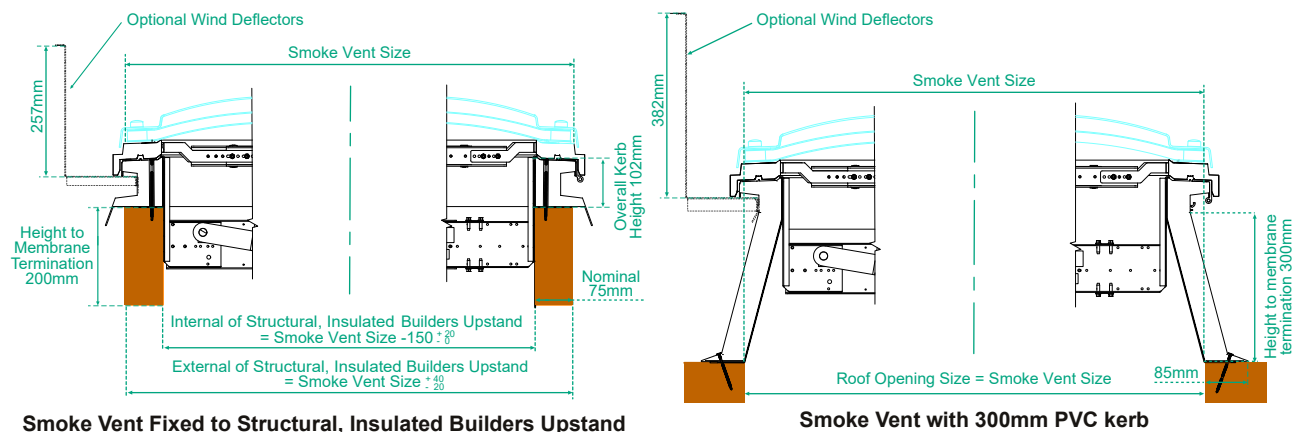 Optional Wind Deflectors
Smoke Vent Size
257mm
Overall Kerb
Height 102mm
Height to
Membrane
Termination
200mm
Nominal
75mm
Internal of Structural, Insulated Builders Upstand
= Smoke Vent Size -150 + 20 - 0
External of Structural, Insulated Builders Upstand
= Smoke Vent Size + 40 - 20
Smoke Vent Fixed to Structural, Insulated Builders Upstand
Optional Wind Deflectors
Smoke Vent Size
382mm
Height to membrane
termination 300mm
85mm
Roof Opening Size = Smoke Vent Size
Smoke Vent with 300mm PVC kerb